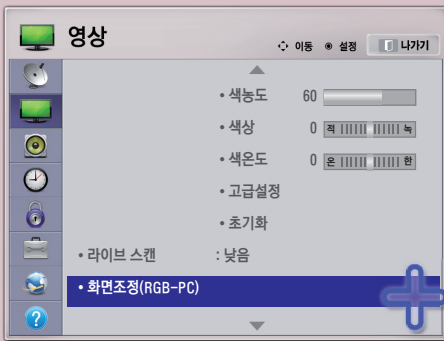 영상
이동 설정 나가기
• 색농도 60
• 색상 0 적 녹
• 색온도 0 온 한
• 고급설정
• 초기화
• 라이브 스캔 : 낮음
• 화면조정(RGB-PC)
?